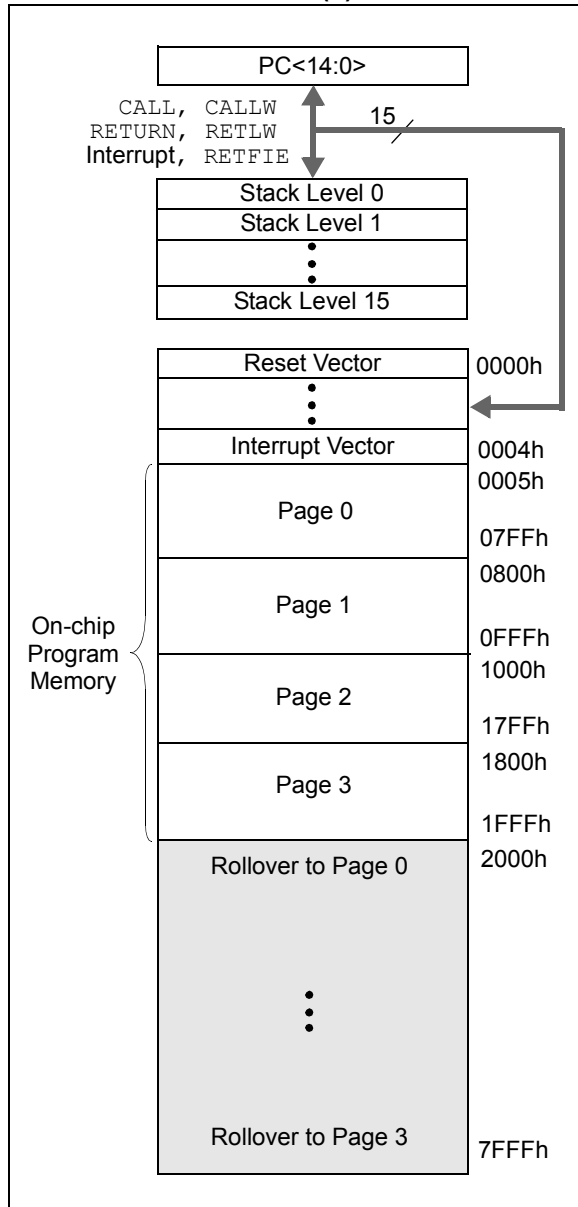 PC<14:0>
CALL, CALLW
RETURN, RETLW
Interrupt, RETFIE
15
Stack Level 0
Stack Level 1
Stack Level 15
Reset Vector
0000h
Interrupt Vector
0004h
0005h
Page 0
07FFh
0800h
Page 1
0FFFh
On-chip
Program
Memory
1000h
Page 2
17FFh
1800h
Page 3
1FFFh
Rollover to Page 0
2000h
Rollover to Page 3
7FFFh